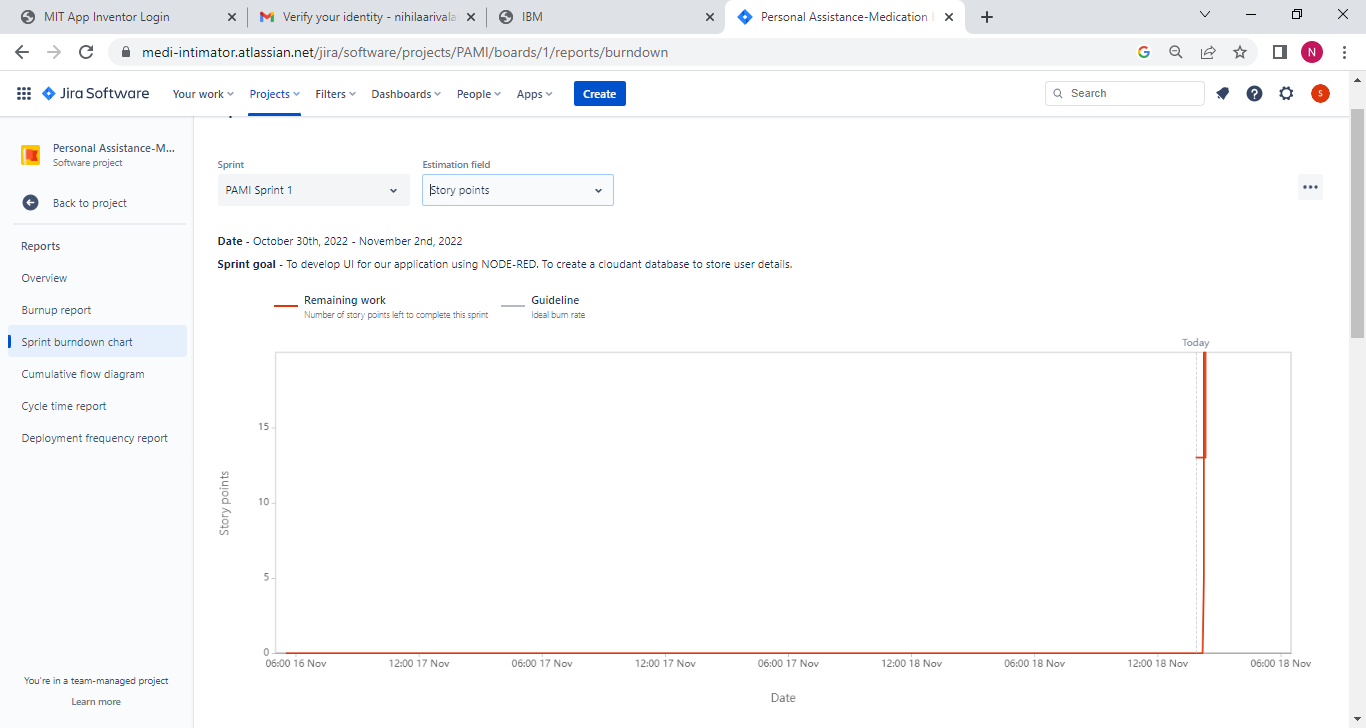 MIT App Inventor Login
Verify your identity - nihilaarivala
IBM
Personal Assistance-Medication
medi-intimator.atlassian.net/jira/software/projects/PAMI/boards/1/reports/burndown
N
Jira Software
Your work
Projects
Filters
Dashboards
People
Apps
Create
Search
S
Personal Assistance-M...
Software project
Back to project
Reports
Overview
Burnup report
Sprint burndown chart
Cumulative flow diagram
Cycle time report
Deployment frequency report
You're in a team-managed project
Learn more
Sprint
Estimation field
PAMI Sprint 1
Story points
Date - October 30th, 2022 - November 2nd, 2022
Sprint goal - To develop UI for our application using NODE-RED. To create a cloudant database to store user details.
Remaining work
Number of story points left to complete this sprint
Guideline
Ideal burn rate
Today
15
10
5
0
Story points
06:00 16 Nov
12:00 17 Nov
06:00 17 Nov
12:00 17 Nov
06:00 17 Nov
12:00 18 Nov
06:00 18 Nov
12:00 18 Nov
06:00 18 Nov
Date